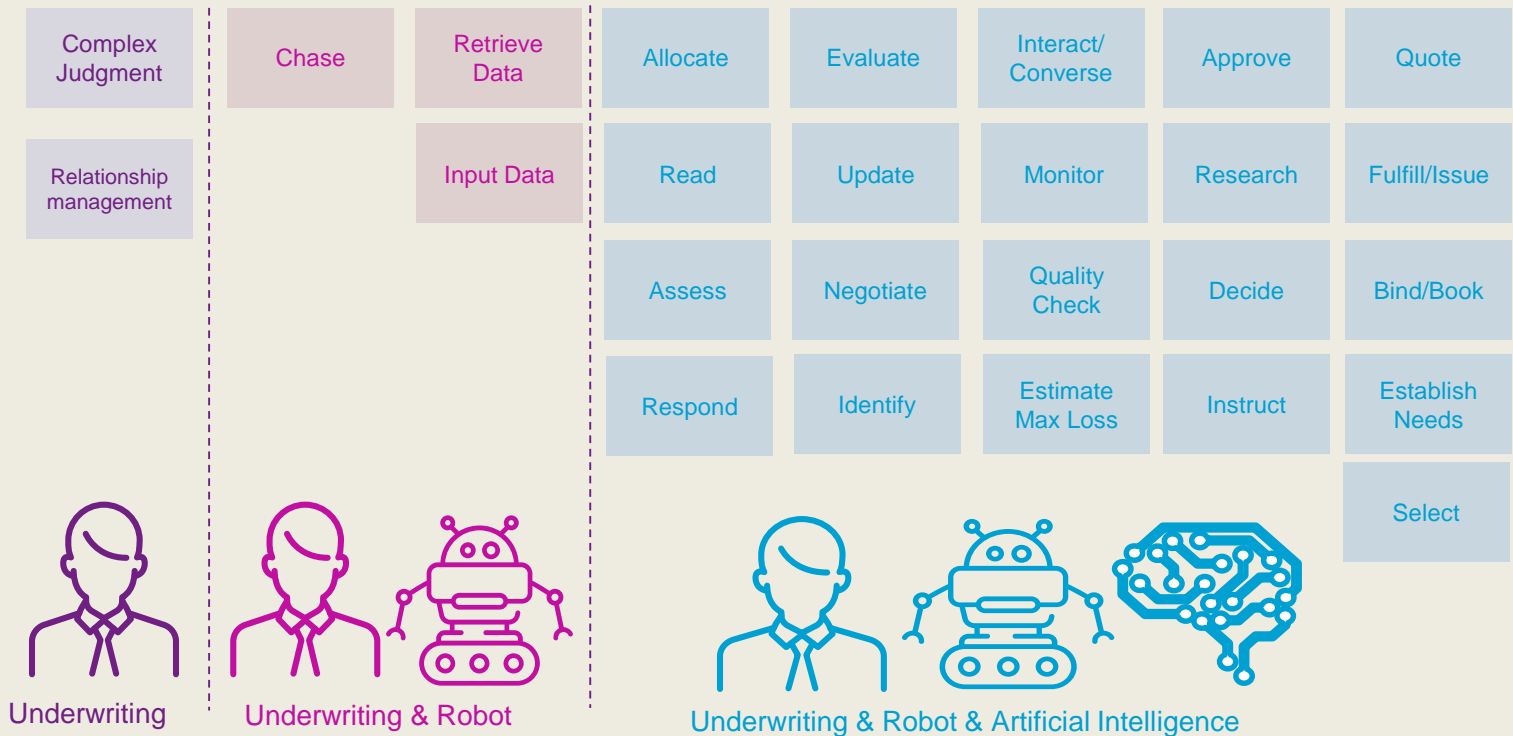 Complex
Judgment
Chase
Retrieve
Data
Allocate
Evaluate
Interact/
Converse
Approve
Quote
Relationship
management
Input Data
Read
Update
Monitor
Research
Fulfill/Issue
Assess
Negotiate
Quality
Check
Decide
Bind/Book
Respond
Identify
Estimate
Max Loss
Instruct
Establish
Needs
Select
Underwriting
Underwriting & Robot
Underwriting & Robot & Artificial Intelligence